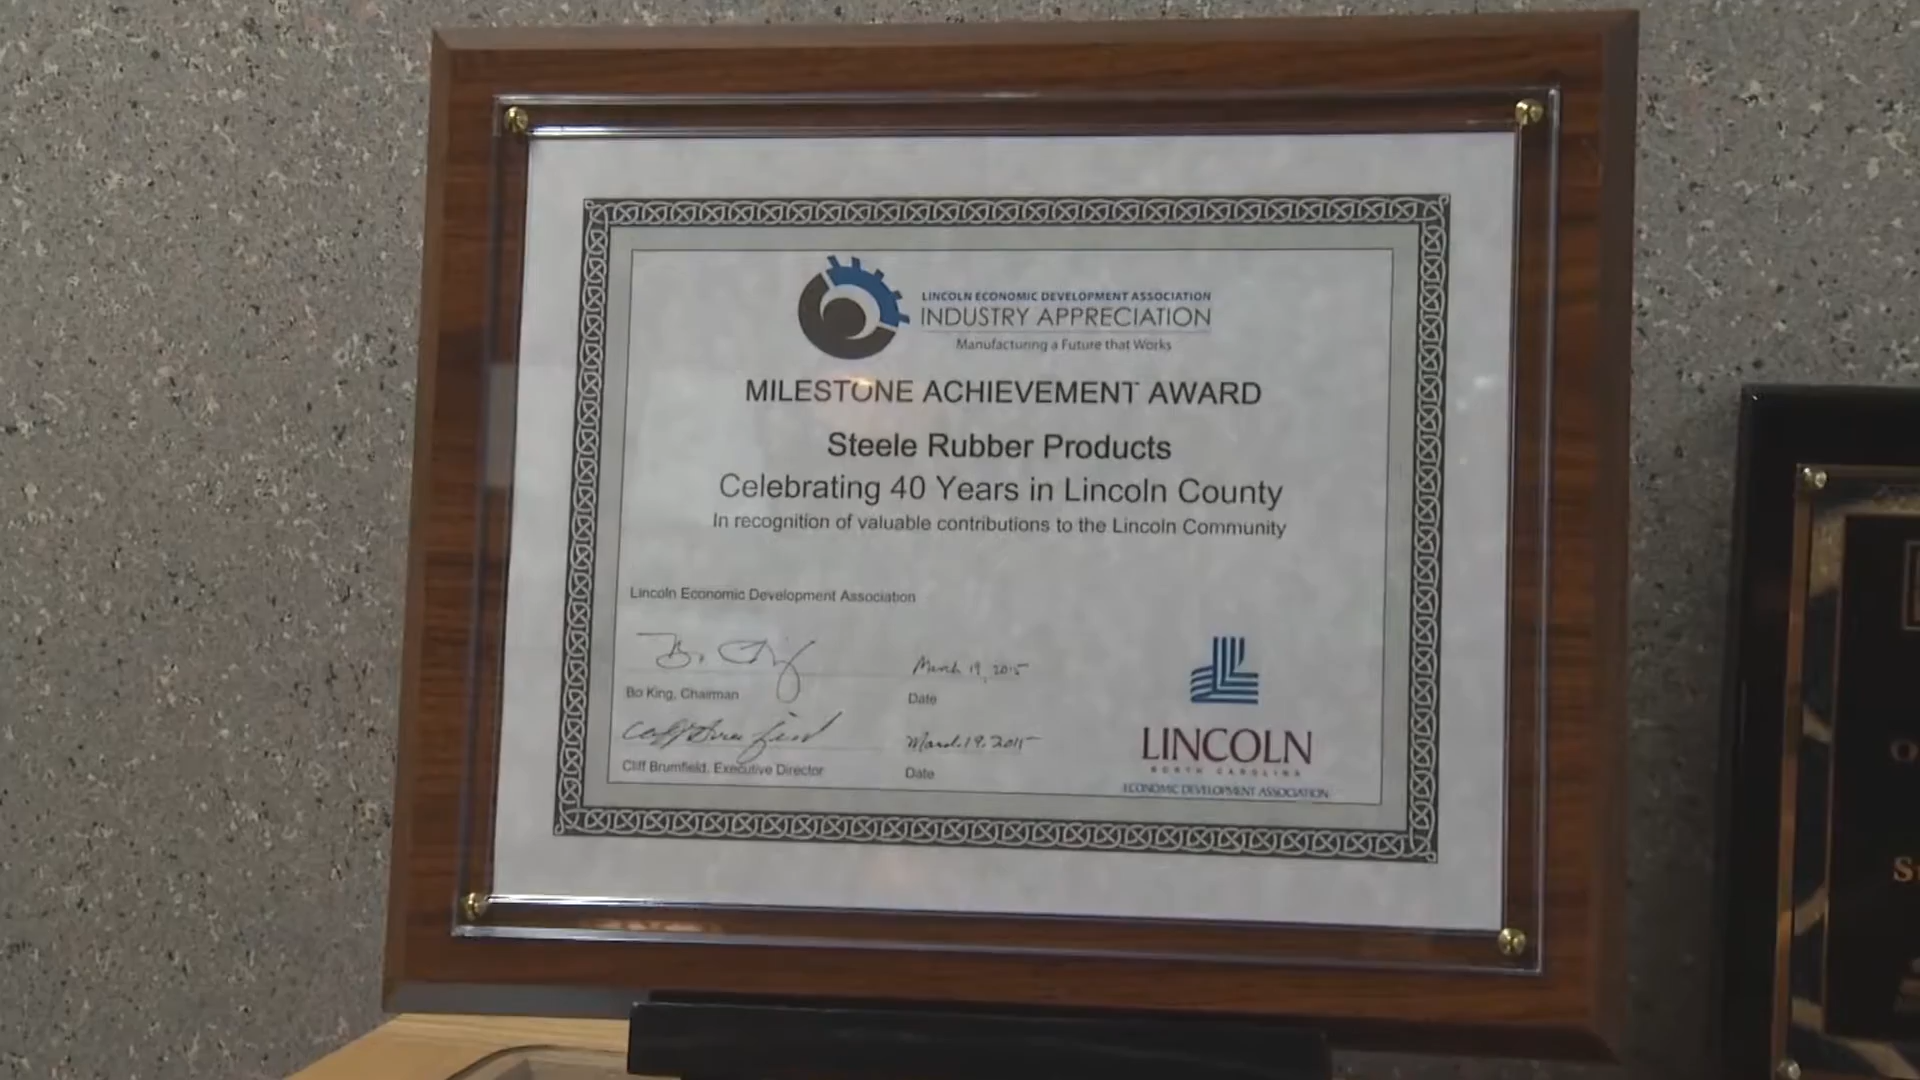 LINCOLN ECONOMIC DEVELOPMENT ASSOCIATION
INDUSTRY APPRECIATION
Manufacturing a Future that Works
MILESTONE ACHIEVEMENT AWARD
Steele Rubber Products
Celebrating 40 Years in Lincoln County
In recognition of valuable contributions to the Lincoln Community
Lincoln Economic Development Association
March 19, 2015
Bo King, Chairman
Date
March 19, 2015
Cliff Brumfield, Executive Director
Date
LINCOLN
NORTH CAROLINA
ECONOMIC DEVELOPMENT ASSOCIATION